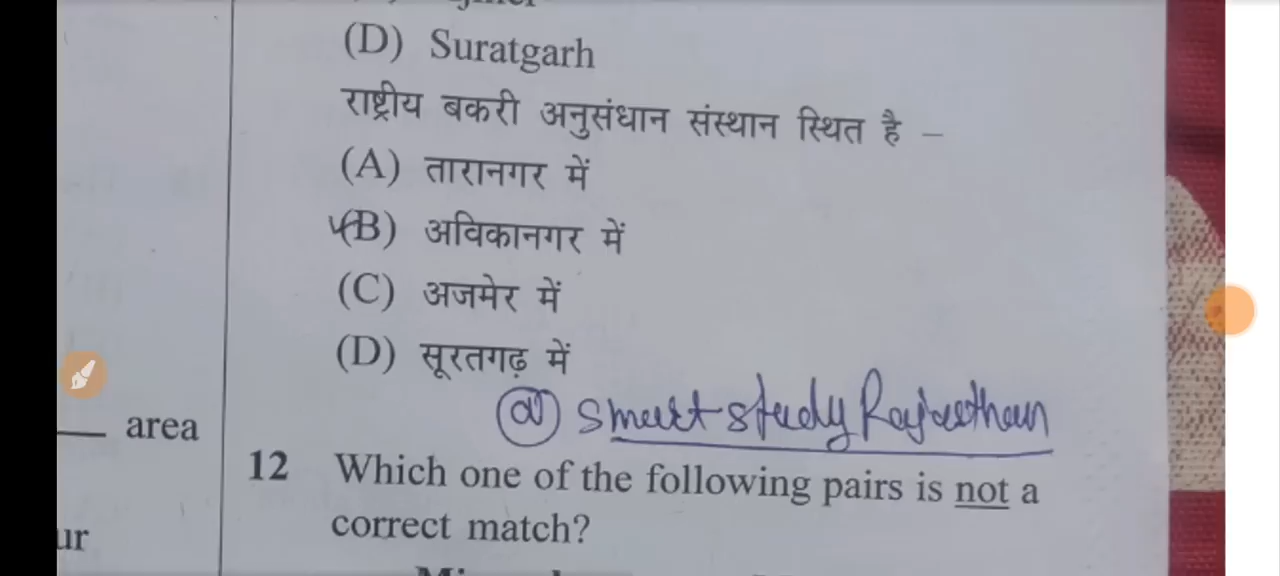 (D) Suratgarh
राष्ट्रीय बकरी अनुसंधान संस्थान स्थित है –
(A) तारानगर में
(B) अविकानगर में
(C) अजमेर में
(D) सूरतगढ़ में
@ Smart study Rajasthan
area
12 Which one of the following pairs is not a
correct match?
ur